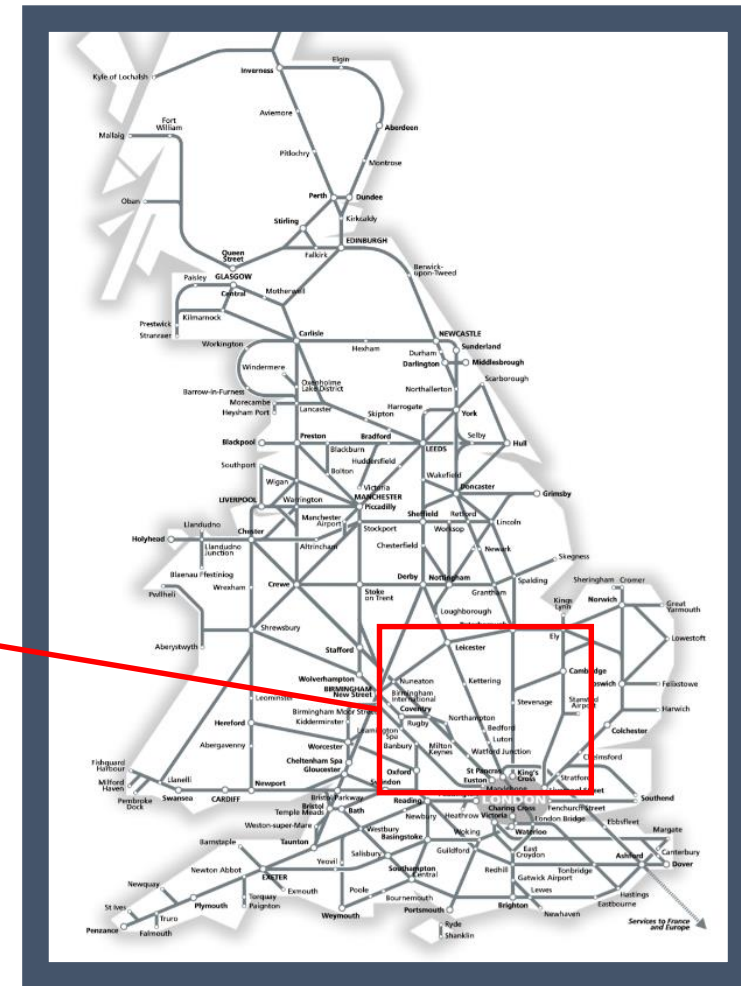 Elgin
Kyle of Lochalsh
Inverness
Aviemore
Fort
William
Mallaig
Aberdeen
Pitlochry
Montrose
Perth
Dundee
Oban
Kirkcaldy
Stirling
EDINBURGH
Queen
Street
Falkirk
GLASGOW
Berwick-
upon-Tweed
Paisley
Central
Motherwell
Prestwick
Kilmarnock
Stranraer
Carlisle
NEWCASTLE
Workington
Hexham
Sunderland
Durham
Darlington
Middlesbrough
Windermere
Oxenholme
Lake District
Scarborough
Barrow-in-Furness
Northallerton
Morecambe
Lancaster
Harrogate
York
Heysham Port
Skipton
Blackpool
Preston
Bradford
LEEDS
Selby
Hull
Blackburn
Huddersfield
Southport
Bolton
Wakefield
Wigan
Victoria
Doncaster
Grimsby
LIVERPOOL
Warrington
MANCHESTER
Piccadilly
Sheffield
Retford
Manchester
Airport
Stockport
Worksop
Lincoln
Llandudno
Chester
Holyhead
Llandudno
Junction
Altrincham
Chesterfield
Newark
Skegness
Blaenau Ffestiniog
Crewe
Derby
Nottingham
Spalding
Sheringham
Cromer
Wrexham
Stoke
on Trent
Grantham
Pwllheli
Kings
Lynn
Norwich
Great
Yarmouth
Loughborough
Shrewsbury
Ely
Aberystwyth
Stafford
Leicester
Lowestoft
Wolverhampton
Nuneaton
Kettering
Cambridge
BIRMINGHAM
New Street
Birmingham
International
Ipswich
Felixstowe
Leominster
Coventry
Stevenage
Stansted
Airport
Birmingham Moor Street
Rugby
Northampton
Harwich
Hereford
Kidderminster
Leamington
Spa
Bedford
Colchester
Abergavenny
Worcester
Banbury
Milton
Keynes
Luton
Watford Junction
Chelmsford
Fishguard
Harbour
Cheltenham Spa
Gloucester
Oxford
St Pancras
King's
Cross
Stratford
Milford
Haven
Llanelli
Newport
Swindon
Euston
Marylebone
Liverpool Street
Pembroke
Dock
Swansea
CARDIFF
Bristol Parkway
Reading
Paddington
LONDON
Fenchurch Street
Southend
Bristol
Temple Meads
Bath
Newbury
Heathrow
Victoria
Charing Cross
London Bridge
Ebbsfleet
Weston-super-Mare
Westbury
Basingstoke
Woking
Waterloo
Margate
Barnstaple
Taunton
Salisbury
Guildford
East
Croydon
Ashford
Canterbury
Newton Abbot
Yeovil
Southampton
Central
Redhill
Tonbridge
Dover
Gatwick Airport
Newquay
EXETER
Exmouth
Poole
Lewes
Hastings
St Ives
Plymouth
Torquay
Paignton
Bournemouth
Portsmouth
Brighton
Eastbourne
Truro
Weymouth
Newhaven
Penzance
Falmouth
Ryde
Shanklin
Services to France
and Europe